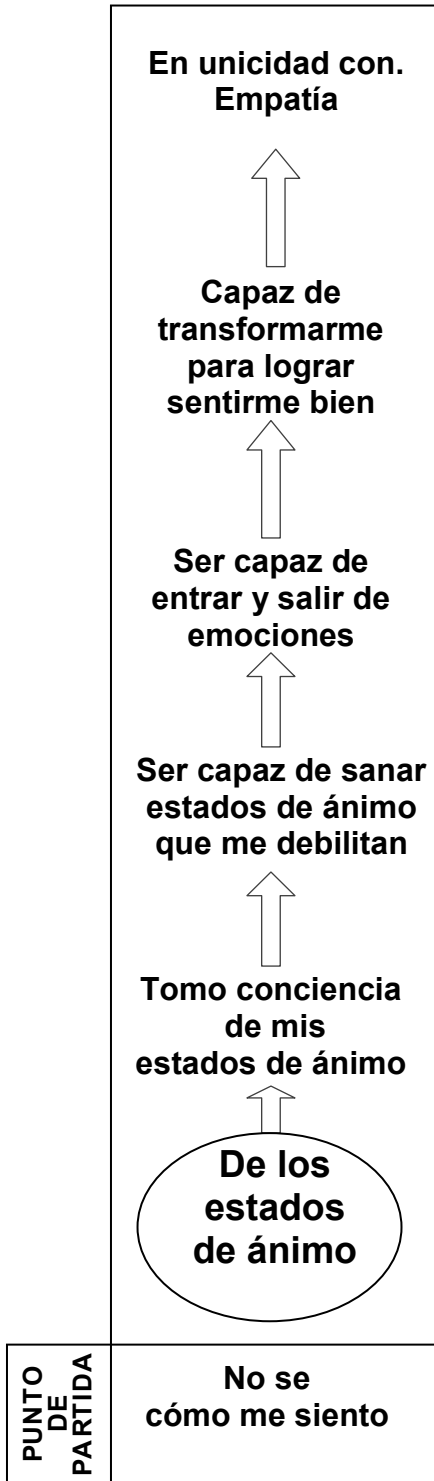 En unicidad con.
Empatía
Capaz de
transformarme
para lograr
sentirme bien
Ser capaz de
entrar y salir de
emociones
Ser capaz de sanar
estados de ánimo
que me debilitan
Tomo conciencia
de mis
estados de ánimo
De los
estados
de ánimo
PUNTO
DE
PARTIDA
No se
cómo me siento